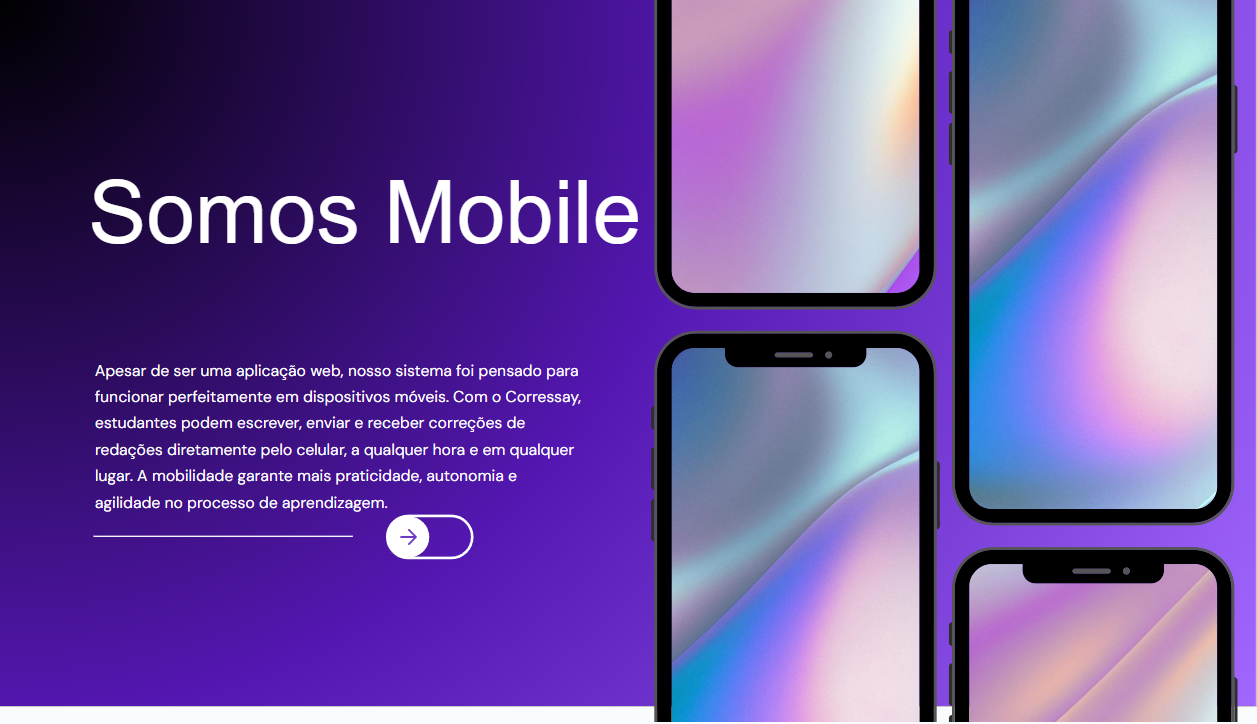 Somos Mobile
Apesar de ser uma aplicação web, nosso sistema foi pensado para
funcionar perfeitamente em dispositivos móveis. Com o Corressay,
estudantes podem escrever, enviar e receber correções de
redações diretamente pelo celular, a qualquer hora e em qualquer
lugar. A mobilidade garante mais praticidade, autonomia e
agilidade no processo de aprendizagem.